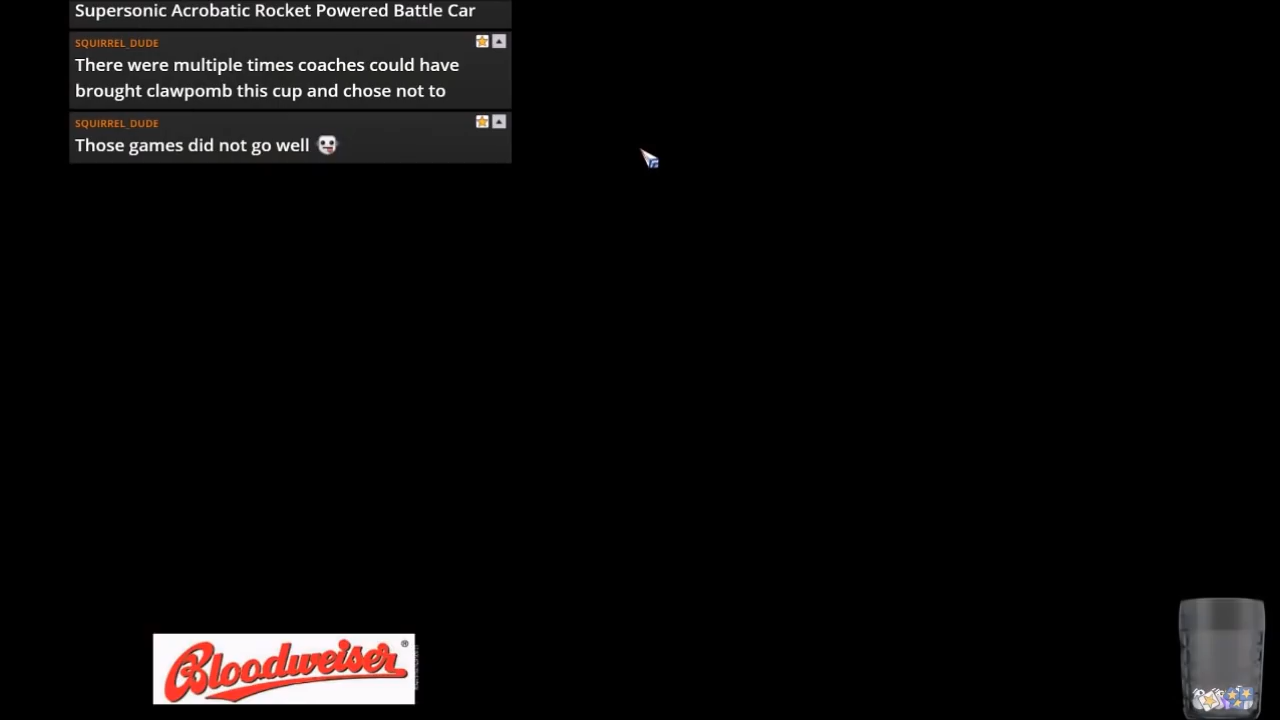 Supersonic Acrobatic Rocket Powered Battle Car
SQUIRREL_DUDE
There were multiple times coaches could have
brought clawpomb this cup and chose not to
SQUIRREL_DUDE
Those games did not go well
Bloodweiser®